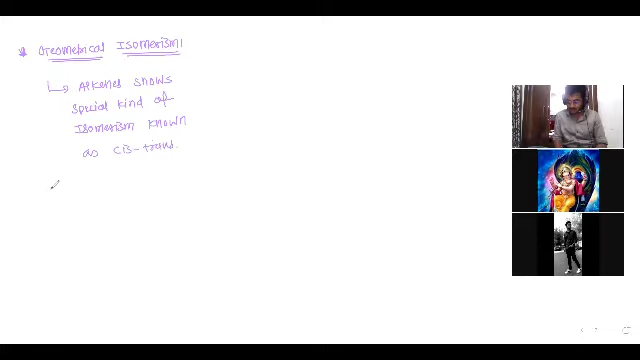 * Geometrical Isomerism
↳ Alkenes shows
special kind of
Isomerism known
as cis-trans.